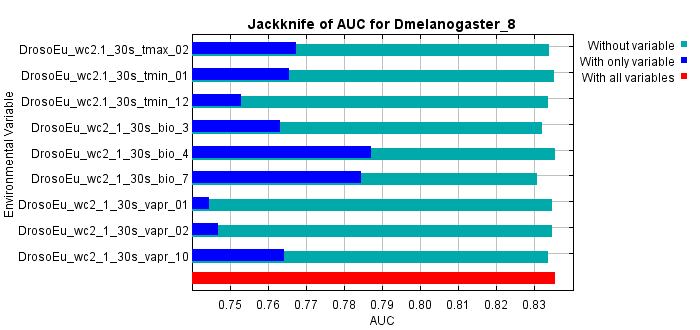 Jackknife of AUC for Dmelanogaster_8
DrosoEu_wc2.1_30s_tmax_02
DrosoEu_wc2.1_30s_tmin_01
DrosoEu_wc2.1_30s_tmin_12
DrosoEu_wc2_1_30s_bio_3
DrosoEu_wc2_1_30s_bio_4
DrosoEu_wc2_1_30s_bio_7
DrosoEu_wc2_1_30s_vapr_01
DrosoEu_wc2_1_30s_vapr_02
DrosoEu_wc2_1_30s_vapr_10
Environmental Variable
0.75 0.76 0.77 0.78 0.79 0.80 0.81 0.82 0.83
AUC
Without variable
With only variable
With all variables